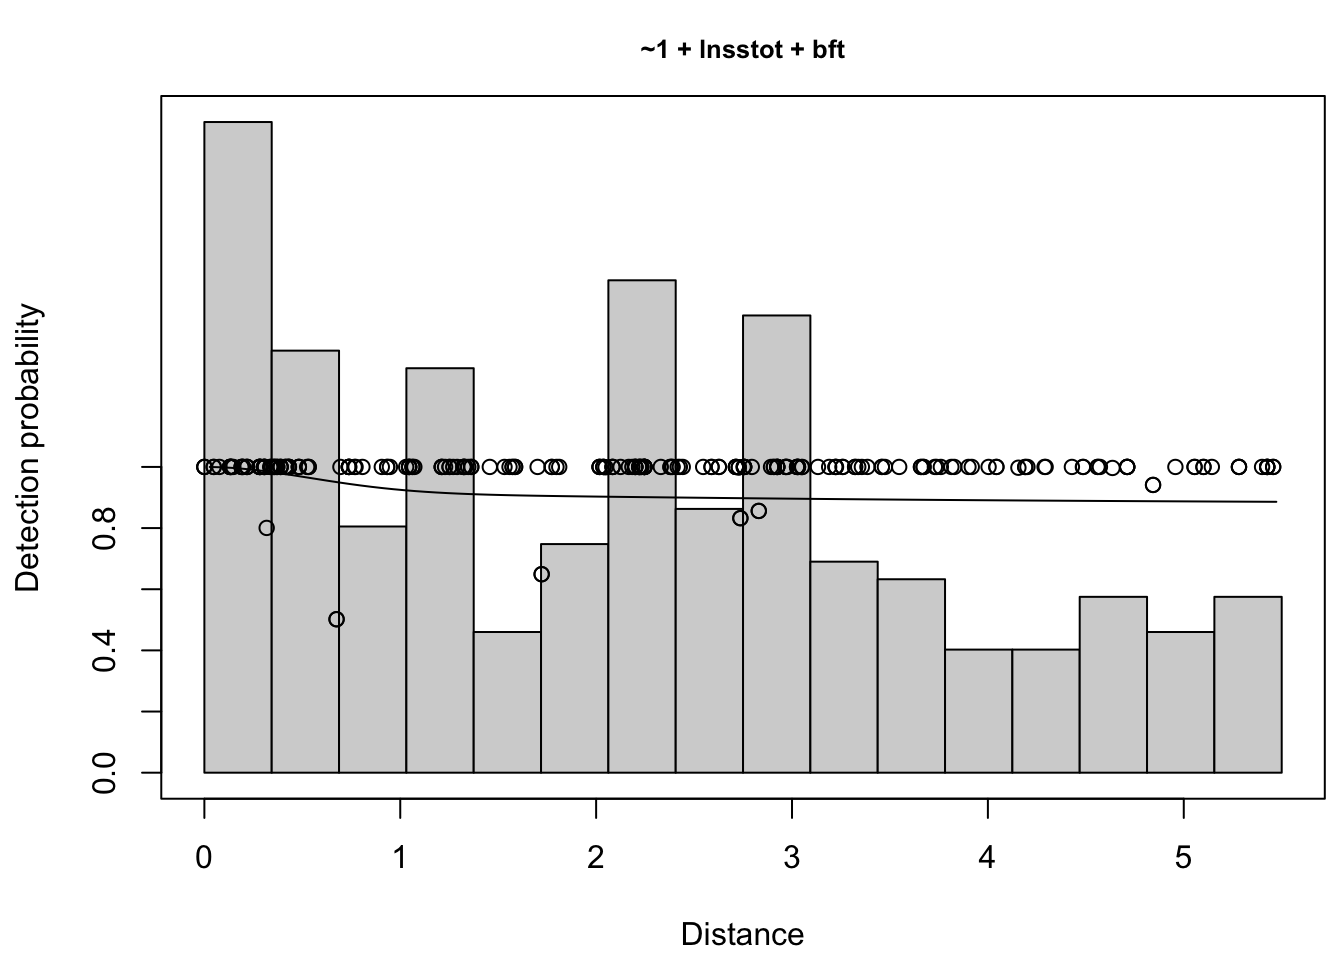 ~1 + lnsstot + bft
Detection probability
0.8
0.4
0.0
0 1 2 3 4 5
Distance